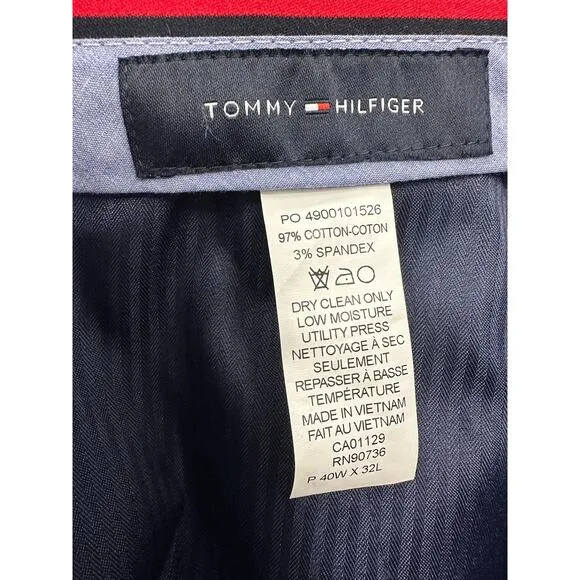 TOMMY HILFIGER
PO 4900101526
97% COTTON-COTON
3% SPANDEX
DRY CLEAN ONLY
LOW MOISTURE
UTILITY PRESS
NETTOYAGE À SEC
SEULEMENT
REPASSER À BASSE
TEMPÉRATURE
MADE IN VIETNAM
FAIT AU VIETNAM
CA01129
RN90736
P 40W X 32L